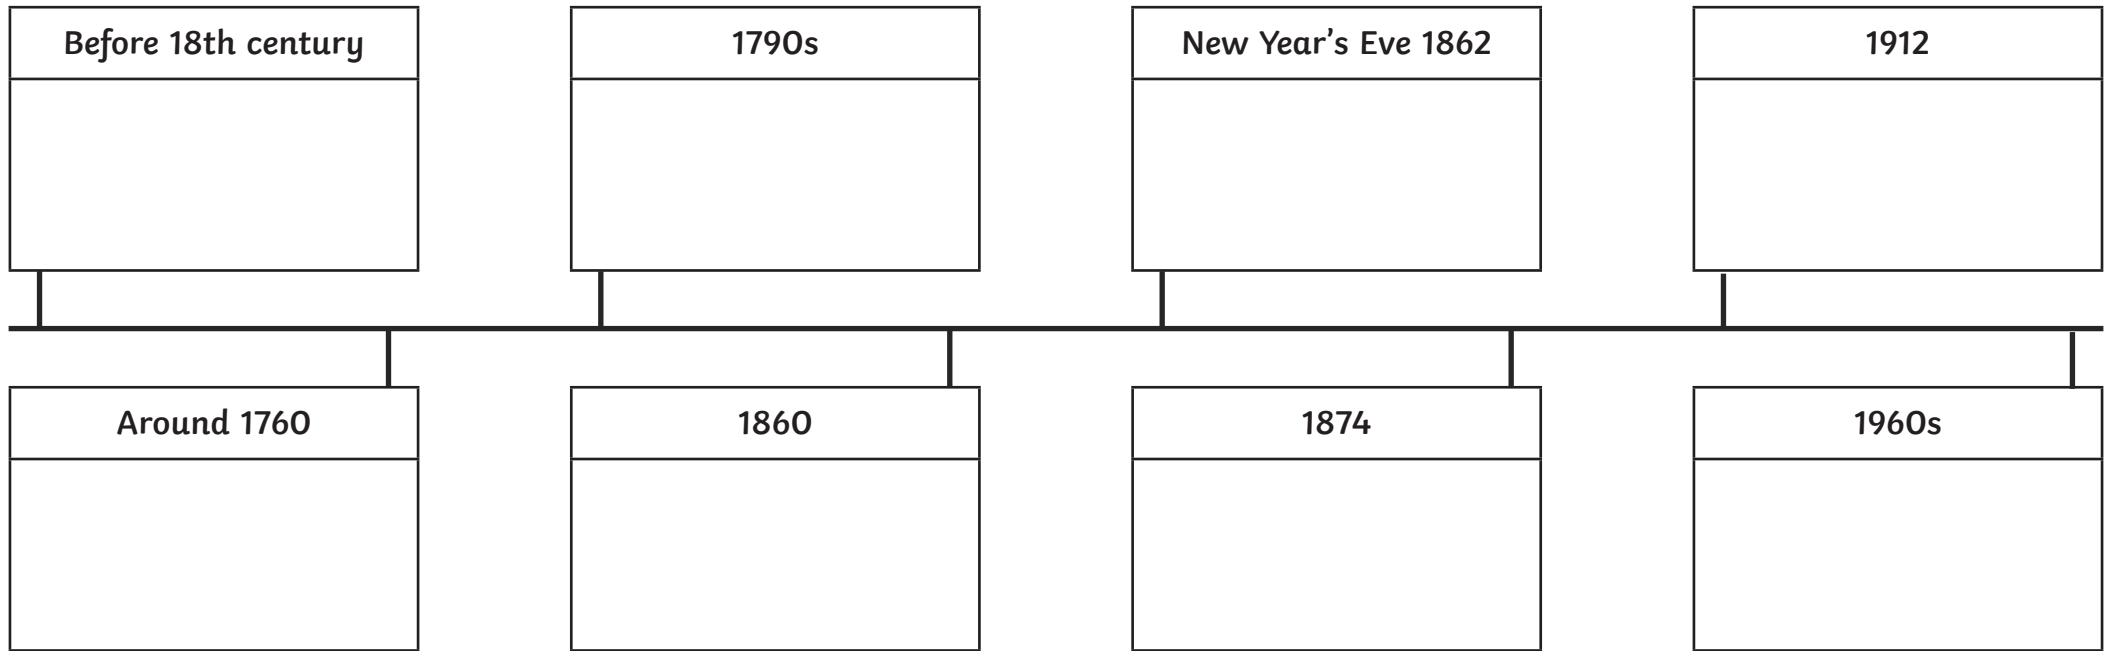 Before 18th century
1790s
New Year’s Eve 1862
1912
Around 1760
1860
1874
1960s